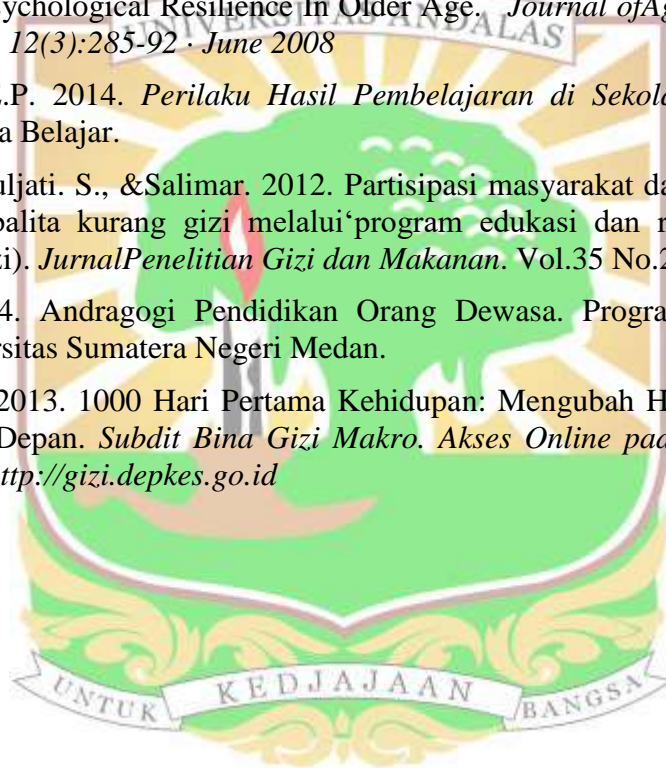 ychological Resilience In Older Age. Journal ofAg
12(3):285-92 · June 2008
UNIVERSITAS ANDALAS
.P. 2014. Perilaku Hasil Pembelajaran di Sekola
a Belajar.
uljati. S., &Salimar. 2012. Partisipasi masyarakat da
balita kurang gizi melalui‘program edukasi dan r
zi). JurnalPenelitian Gizi dan Makanan. Vol.35 No.2
4. Andragogi Pendidikan Orang Dewasa. Progra
rsitas Sumatera Negeri Medan.
2013. 1000 Hari Pertama Kehidupan: Mengubah H
Depan. Subdit Bina Gizi Makro. Akses Online pad
ttp://gizi.depkes.go.id
UNTUK KEDJAJAAN BANGSA